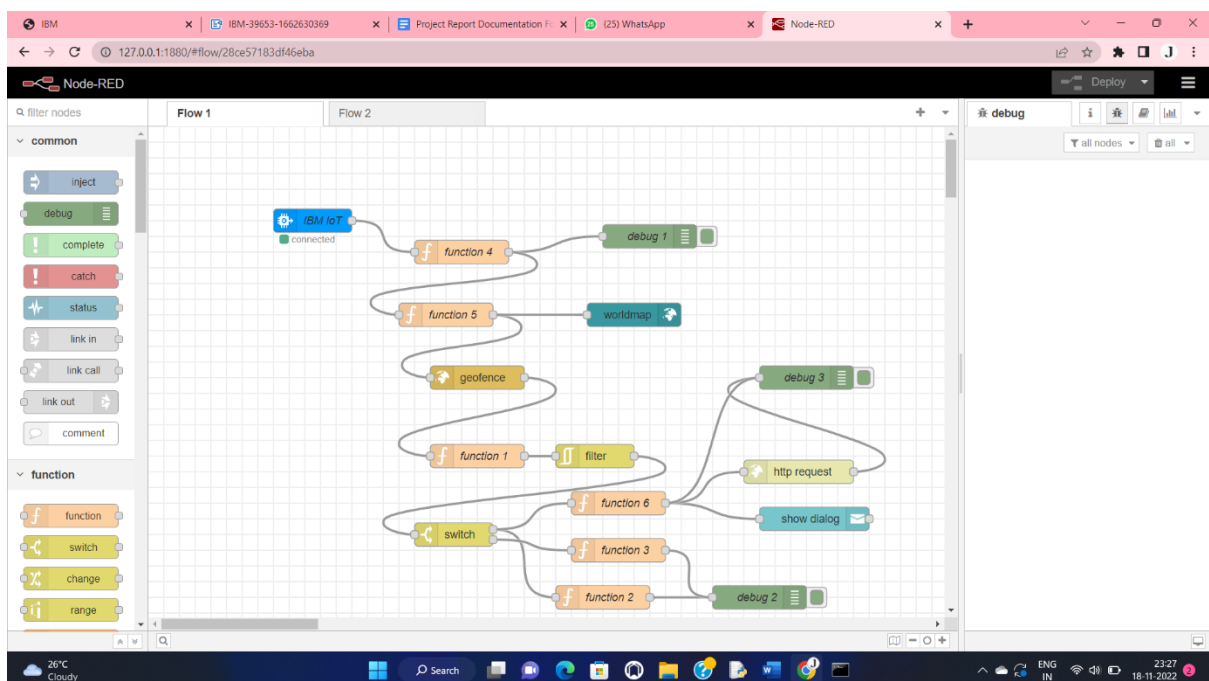 IBM
IBM-39653-1662630369
Project Report Documentation Fo
(25) WhatsApp
Node-RED
127.0.0.1:1880/#flow/28ce57183df46eba
J
Node-RED
Deploy
filter nodes
Flow 1
Flow 2
debug
i
all nodes
all
common
inject
debug
complete
catch
status
link in
link call
link out
comment
function
function
switch
change
range
IBM IoT
connected
function 4
debug 1
function 5
worldmap
geofence
debug 3
function 1
filter
http request
function 6
show dialog
switch
function 3
function 2
debug 2
26°C
Cloudy
Search
ENG
IN
23:27
18-11-2022
2